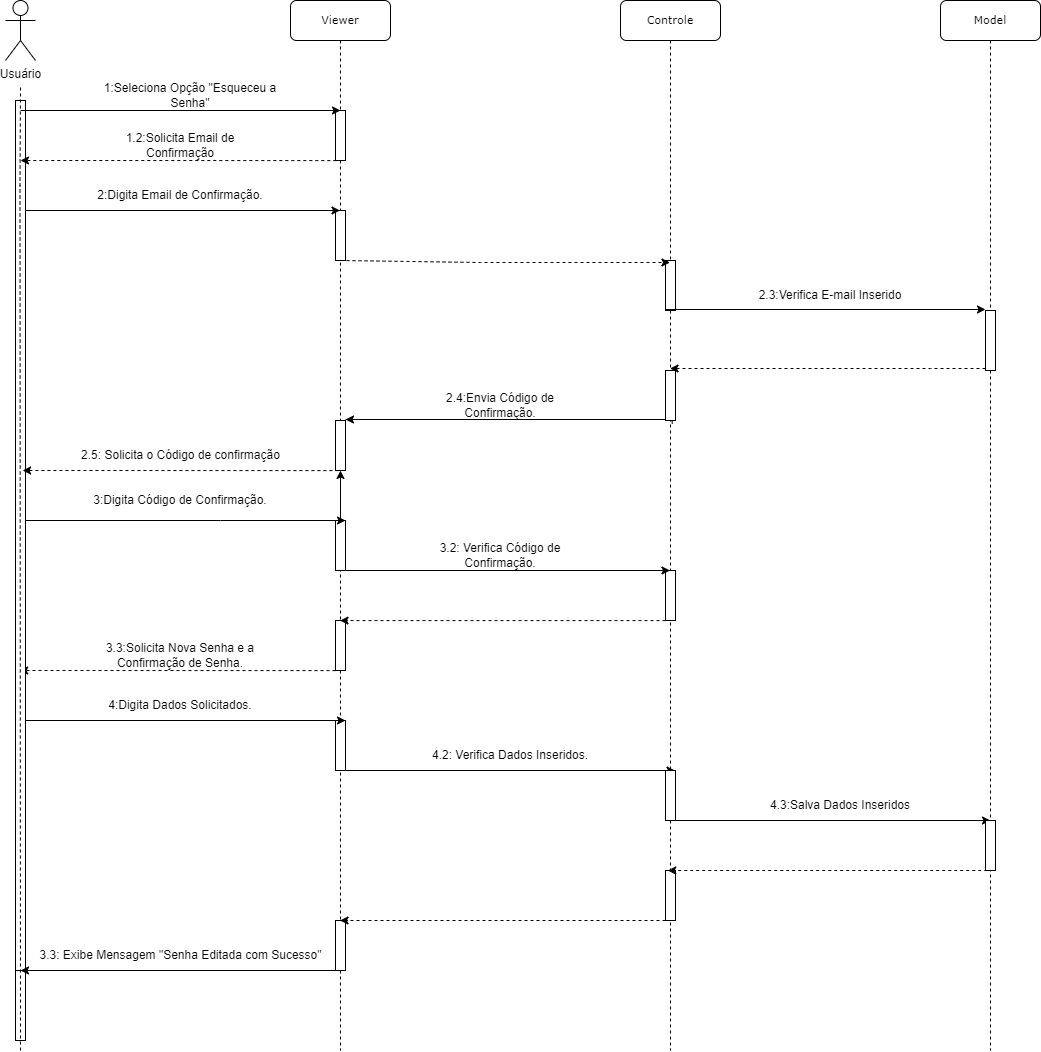 Viewer
Controle
Model
Usuário
1:Seleciona Opção "Esqueceu a
Senha"
1.2:Solicita Email de
Confirmação
2:Digita Email de Confirmação.
2.3:Verifica E-mail Inserido
2.4:Envia Código de
Confirmação.
2.5: Solicita o Código de confirmação
3:Digita Código de Confirmação.
3.2: Verifica Código de
Confirmação.
3.3:Solicita Nova Senha e a
Confirmação de Senha.
4:Digita Dados Solicitados.
4.2: Verifica Dados Inseridos.
4.3:Salva Dados Inseridos
3.3: Exibe Mensagem "Senha Editada com Sucesso"